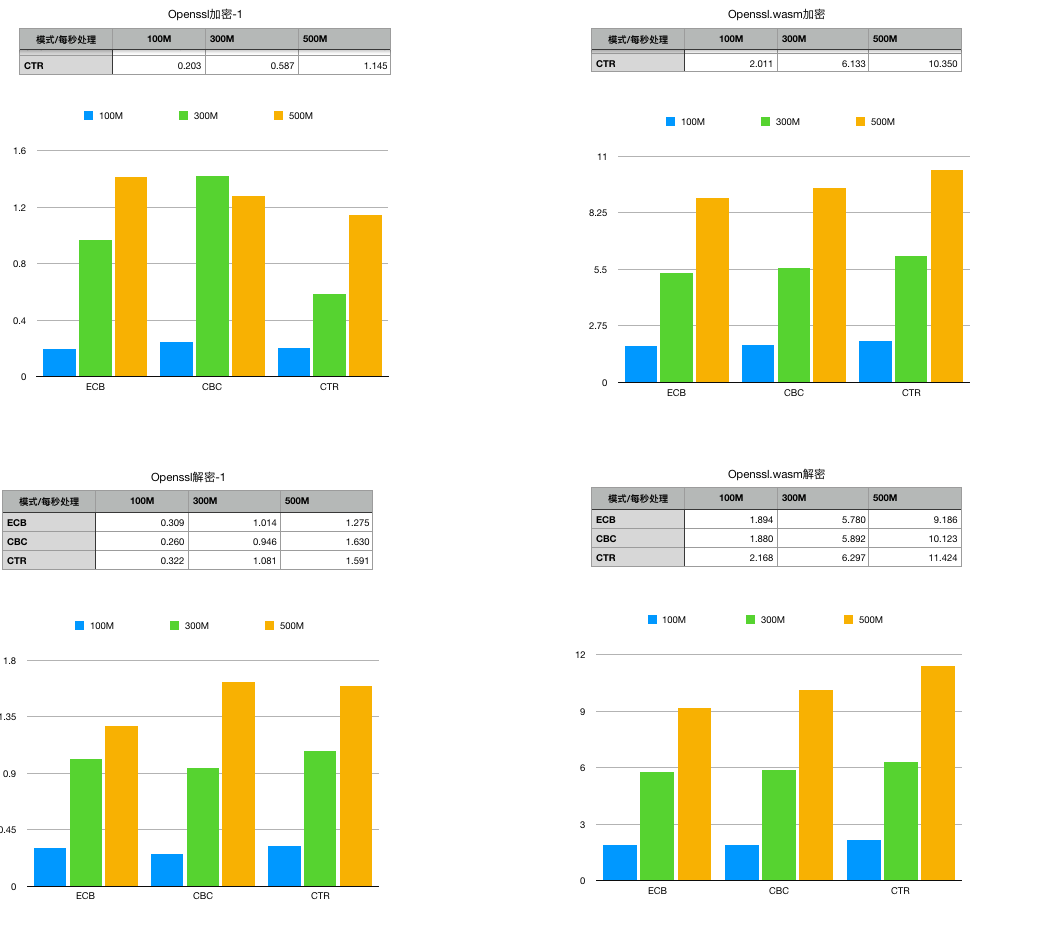 Openssl加密-1
模式/每秒处理 100M 300M 500M
CTR 0.203 0.587 1.145
100M 300M 500M
1.6
1.2
0.8
0.4
0
ECB CBC CTR
Openssl.wasm加密
模式/每秒处理 100M 300M 500M
CTR 2.011 6.133 10.350
100M 300M 500M
11
8.25
5.5
2.75
0
ECB CBC CTR
Openssl解密-1
模式/每秒处理 100M 300M 500M
ECB 0.309 1.014 1.275
CBC 0.260 0.946 1.630
CTR 0.322 1.081 1.591
100M 300M 500M
1.8
1.35
0.9
0.45
0
ECB CBC CTR
Openssl.wasm解密
模式/每秒处理 100M 300M 500M
ECB 1.894 5.780 9.186
CBC 1.880 5.892 10.123
CTR 2.168 6.297 11.424
100M 300M 500M
12
9
6
3
0
ECB CBC CTR